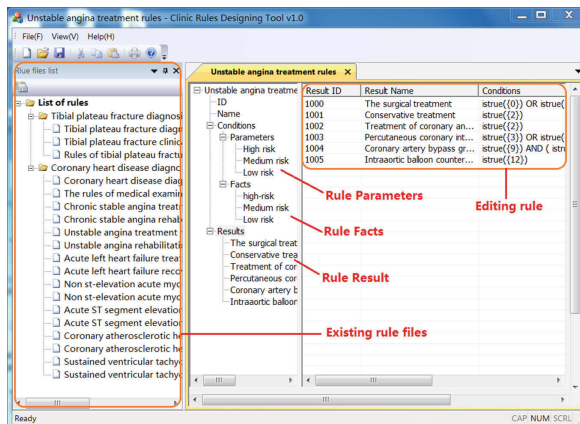 Unstable angina treatment rules - Clinic Rules Designing Tool v1.0
File(F) View(V) Help(H)
Rlue files list
List of rules
Tibial plateau fracture diagnosi
Tibial plateau fracture diagn
Tibial plateau fracture clinic
Rules of tibial plateau fractu
Coronary heart disease diagno
Coronary heart disease diag
The rules of medical examin
Chronic stable angina treatr
Chronic stable angina rehab
Unstable angina treatment
Unstable angina rehabilitati
Acute left heart failure treat
Acute left heart failure reco
Non st-elevation acute myo
Non st-elevation acute myo
Acute ST segment elevation
Acute ST segment elevation
Coronary atherosclerotic he
Coronary atherosclerotic he
Sustained ventricular tachy
Sustained ventricular tachy
Unstable angina treatment rules X
Unstable angina treatme
ID
Name
Conditions
Parameters
High risk
Medium risk
Low risk
Facts
high-risk
Medium risk
Low risk
Results
The surgical treat
Conservative trea
Treatment of cor
Percutaneous cor
Coronary artery b
Intraaortic balloon
Result ID Result Name Conditions
1000 The surgical treatment istrue({0}) OR istrue(
1001 Conservative treatment istrue({2})
1002 Treatment of coronary an... istrue({2})
1003 Percutaneous coronary int... istrue({3}) OR istrue(
1004 Coronary artery bypass gr... istrue({9}) AND ( istr
1005 Intraaortic balloon counter... istrue({12})
Rule Parameters
Editing rule
Rule Facts
Rule Result
Existing rule files
Ready
CAP NUM SCRL